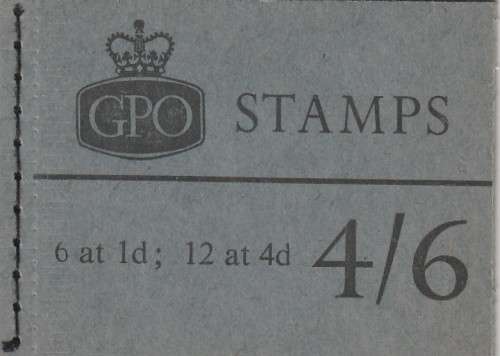 GPO STAMPS
6 at 1d; 12 at 4d 4/6